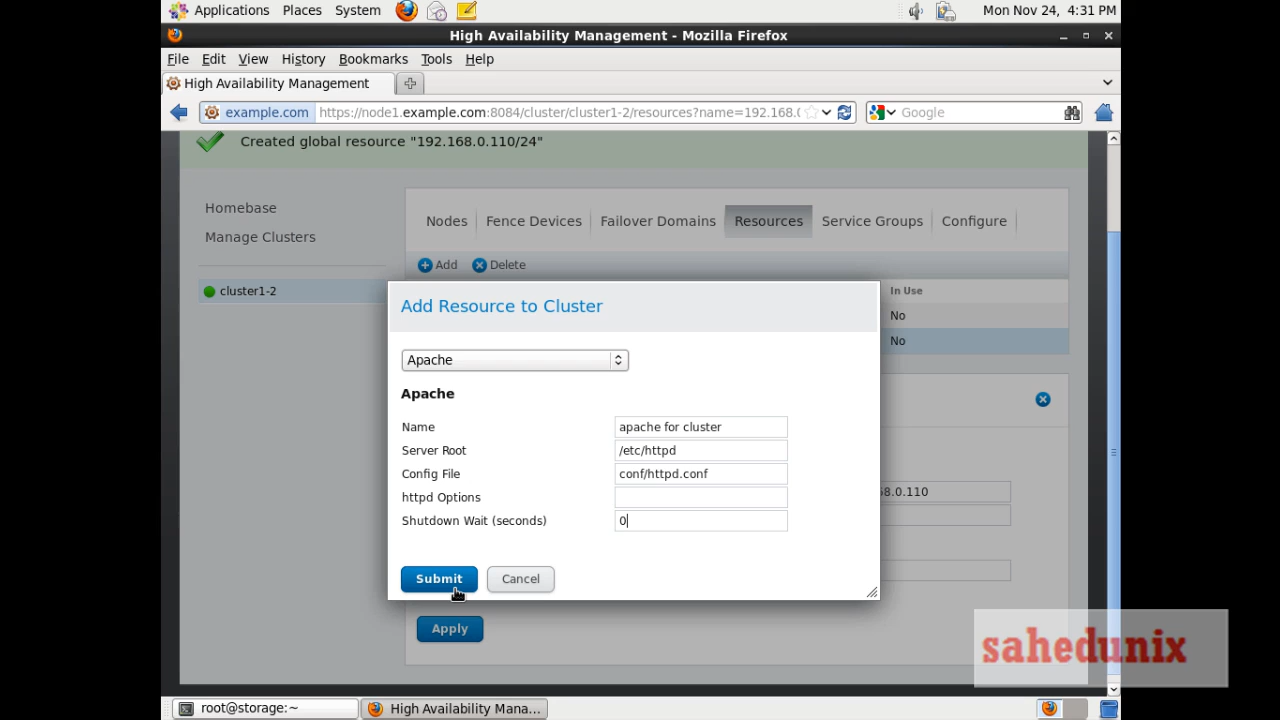 Applications Places System Mon Nov 24, 4:31 PM
High Availability Management - Mozilla Firefox
File Edit View History Bookmarks Tools Help
High Availability Management
example.com https://node1.example.com:8084/cluster/cluster1-2/resources?name=192.168.0 Google
Created global resource "192.168.0.110/24"
Homebase
Manage Clusters
cluster1-2
Nodes Fence Devices Failover Domains Resources Service Groups Configure
Add Delete
In Use
No
No
Add Resource to Cluster
Apache
Apache
Name apache for cluster
Server Root /etc/httpd
Config File conf/httpd.conf
httpd Options
Shutdown Wait (seconds) 0
8.0.110
Submit Cancel
Apply
sahedunix
root@storage:~ High Availability Mana...